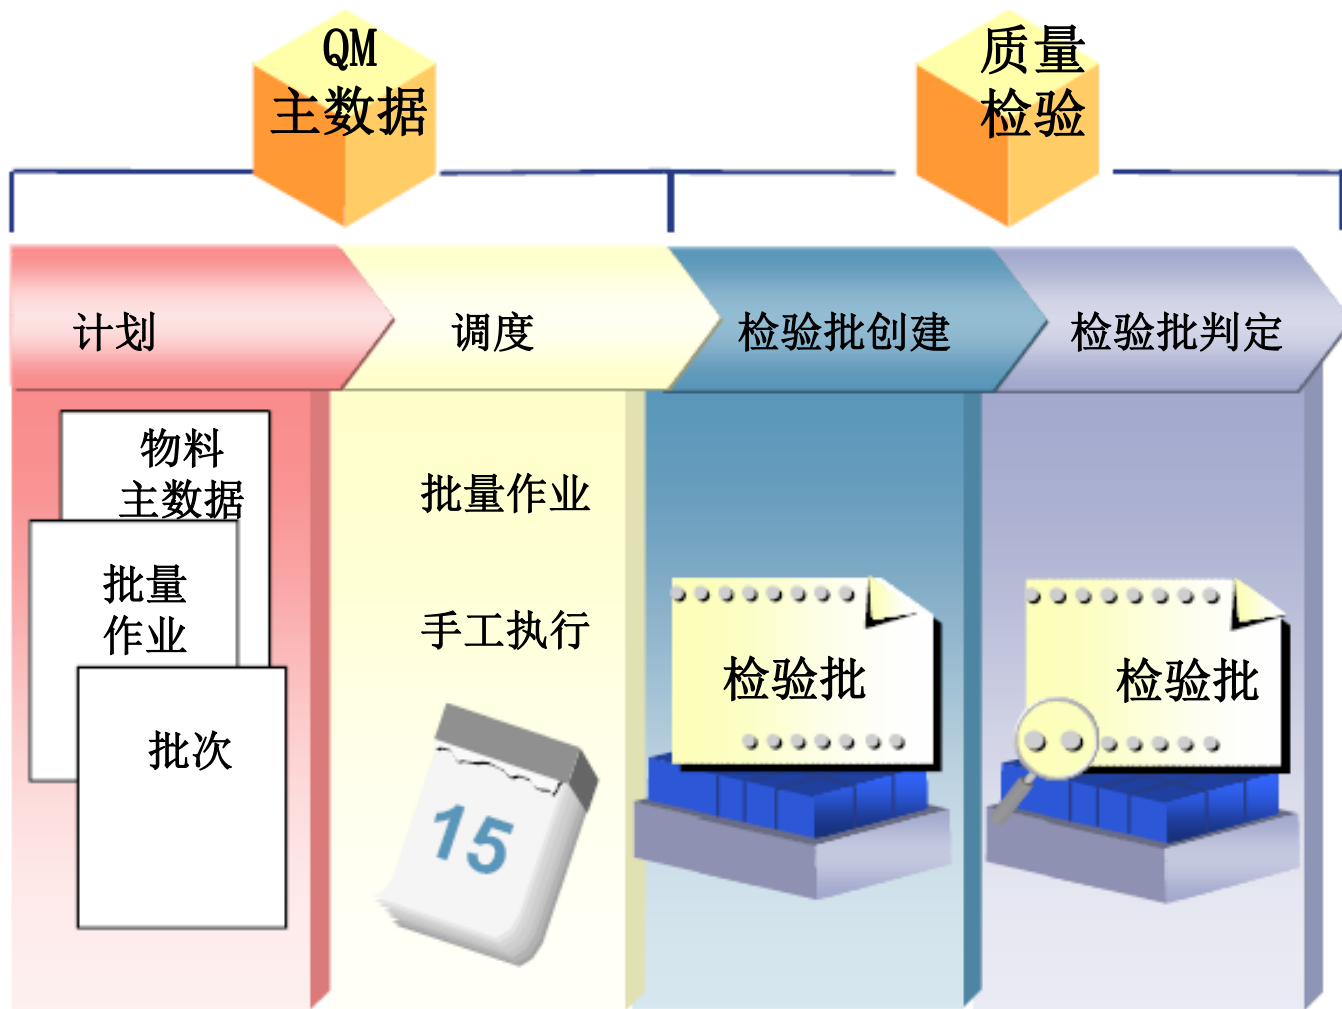 QM
主数据
质量
检验
计划
调度
检验批创建
检验批判定
物料
主数据
批量
作业
批次
批量作业
手工执行
15
检验批
检验批